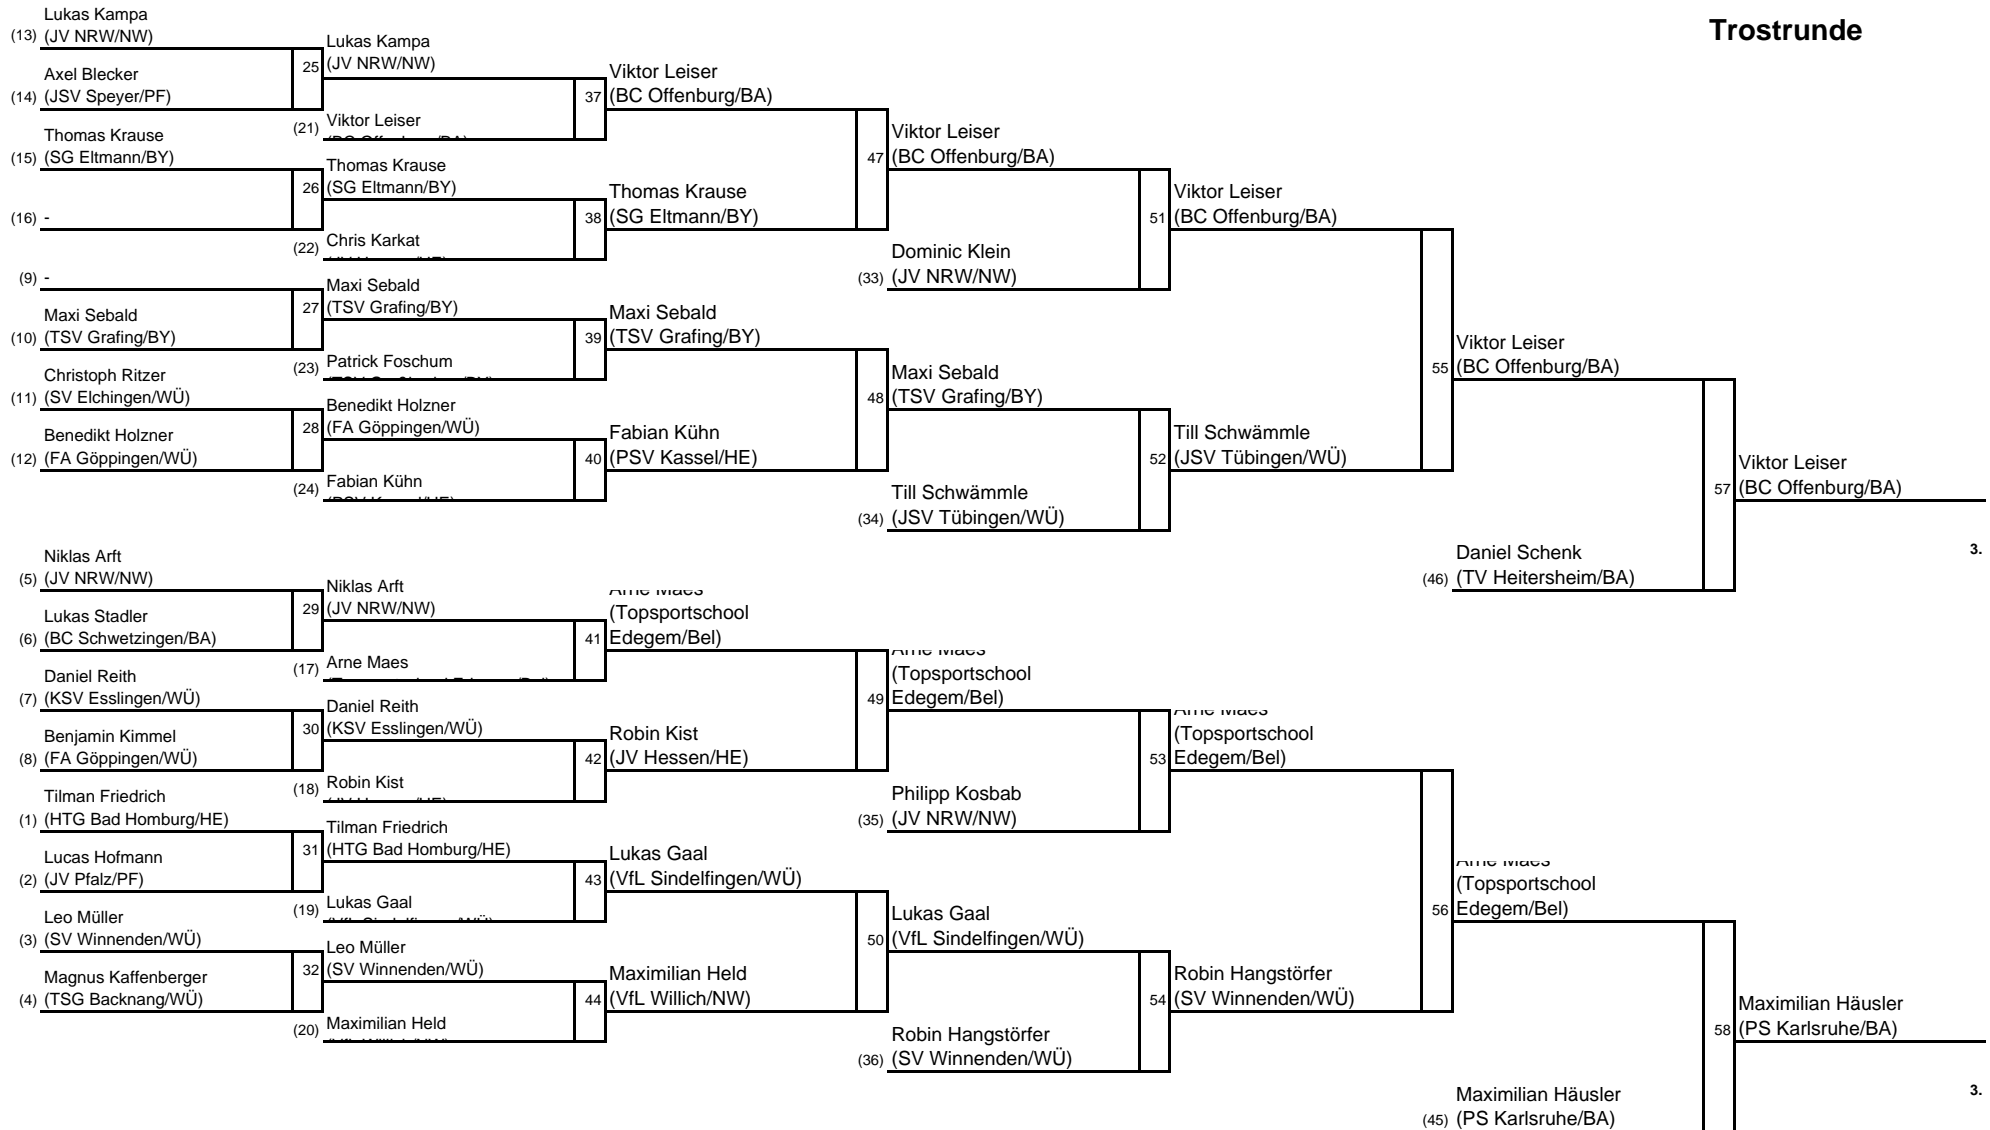 Trostrunde
Lukas Kampa
(13) (JV NRW/NW)
Axel Blecker
(14) (JSV Speyer/PF)
Thomas Krause
(15) (SG Eltmann/BY)
(16) -
(9) -
Maxi Sebald
(10) (TSV Grafing/BY)
Christoph Ritzer
(11) (SV Elchingen/WÜ)
Benedikt Holzner
(12) (FA Göppingen/WÜ)
Niklas Arft
(5) (JV NRW/NW)
Lukas Stadler
(6) (BC Schwetzingen/BA)
Daniel Reith
(7) (KSV Esslingen/WÜ)
Benjamin Kimmel
(8) (FA Göppingen/WÜ)
Tilman Friedrich
(1) (HTG Bad Homburg/HE)
Lucas Hofmann
(2) (JV Pfalz/PF)
Leo Müller
(3) (SV Winnenden/WÜ)
Magnus Kaffenberger
(4) (TSG Backnang/WÜ)
Lukas Kampa
25 (JV NRW/NW)
(21) Viktor Leiser
Thomas Krause
26 (SG Eltmann/BY)
(22) Chris Karkat
Maxi Sebald
27 (TSV Grafing/BY)
(23) Patrick Foschum
Benedikt Holzner
28 (FA Göppingen/WÜ)
(24) Fabian Kühn
Niklas Arft
29 (JV NRW/NW)
(17) Arne Maes
Daniel Reith
30 (KSV Esslingen/WÜ)
(18) Robin Kist
Tilman Friedrich
31 (HTG Bad Homburg/HE)
(19) Lukas Gaal
Leo Müller
32 (SV Winnenden/WÜ)
(20) Maximilian Held
Viktor Leiser
37 (BC Offenburg/BA)
Thomas Krause
38 (SG Eltmann/BY)
Maxi Sebald
39 (TSV Grafing/BY)
Fabian Kühn
40 (PSV Kassel/HE)
Arne Maes
(Topsportschool
41 Edegem/Bel)
Robin Kist
42 (JV Hessen/HE)
Lukas Gaal
43 (VfL Sindelfingen/WÜ)
Maximilian Held
44 (VfL Willich/NW)
Viktor Leiser
47 (BC Offenburg/BA)
Dominic Klein
(33) (JV NRW/NW)
Maxi Sebald
48 (TSV Grafing/BY)
Till Schwämmle
(34) (JSV Tübingen/WÜ)
Arne Maes
(Topsportschool
49 Edegem/Bel)
Philipp Kosbab
(35) (JV NRW/NW)
Lukas Gaal
50 (VfL Sindelfingen/WÜ)
Robin Hangstörfer
(36) (SV Winnenden/WÜ)
Viktor Leiser
51 (BC Offenburg/BA)
Till Schwämmle
52 (JSV Tübingen/WÜ)
Arne Maes
(Topsportschool
53 Edegem/Bel)
Robin Hangstörfer
54 (SV Winnenden/WÜ)
Viktor Leiser
55 (BC Offenburg/BA)
Daniel Schenk
(46) (TV Heitersheim/BA)
Arne Maes
(Topsportschool
56 Edegem/Bel)
Maximilian Häusler
(45) (PS Karlsruhe/BA)
Viktor Leiser
57 (BC Offenburg/BA)
3.
Maximilian Häusler
58 (PS Karlsruhe/BA)
3.